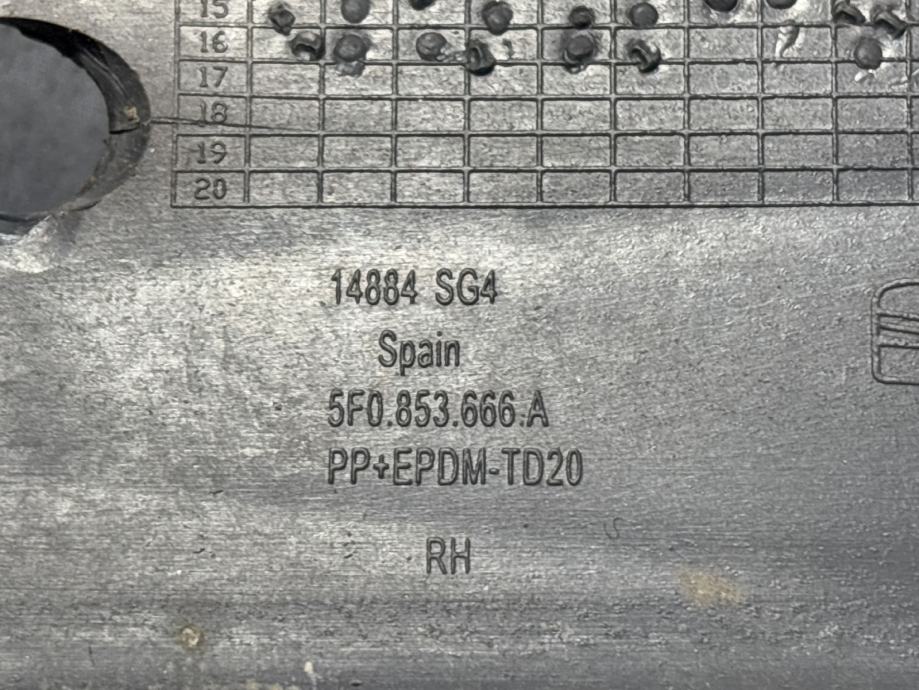 15
16
17
18
19
20
14884 SG4
Spain
5F0.853.666.A
PP+EPDM-TD20
RH